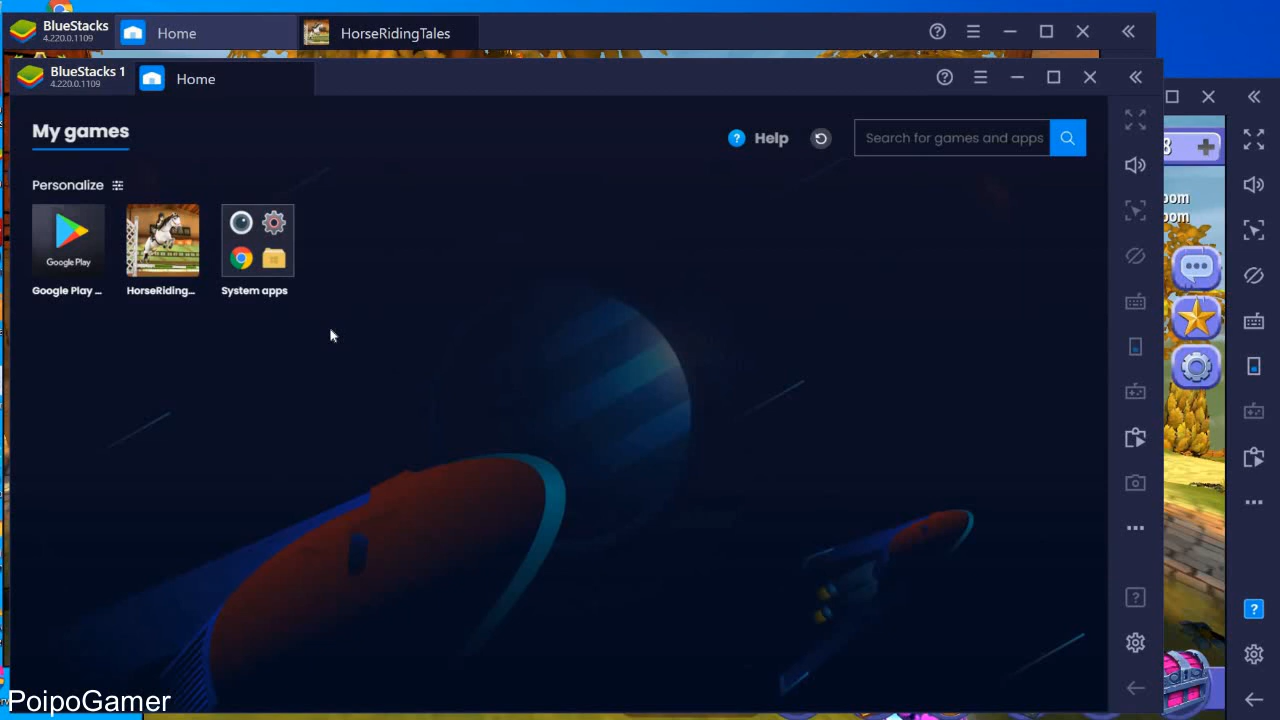 BlueStacks
4.220.0.1109
Home
HorseRidingTales
BlueStacks 1
4.220.0.1109
Home
My games
Help
Search for games and apps
Personalize
Google Play
Google Play ...
HorseRiding...
System apps
PoipoGamer